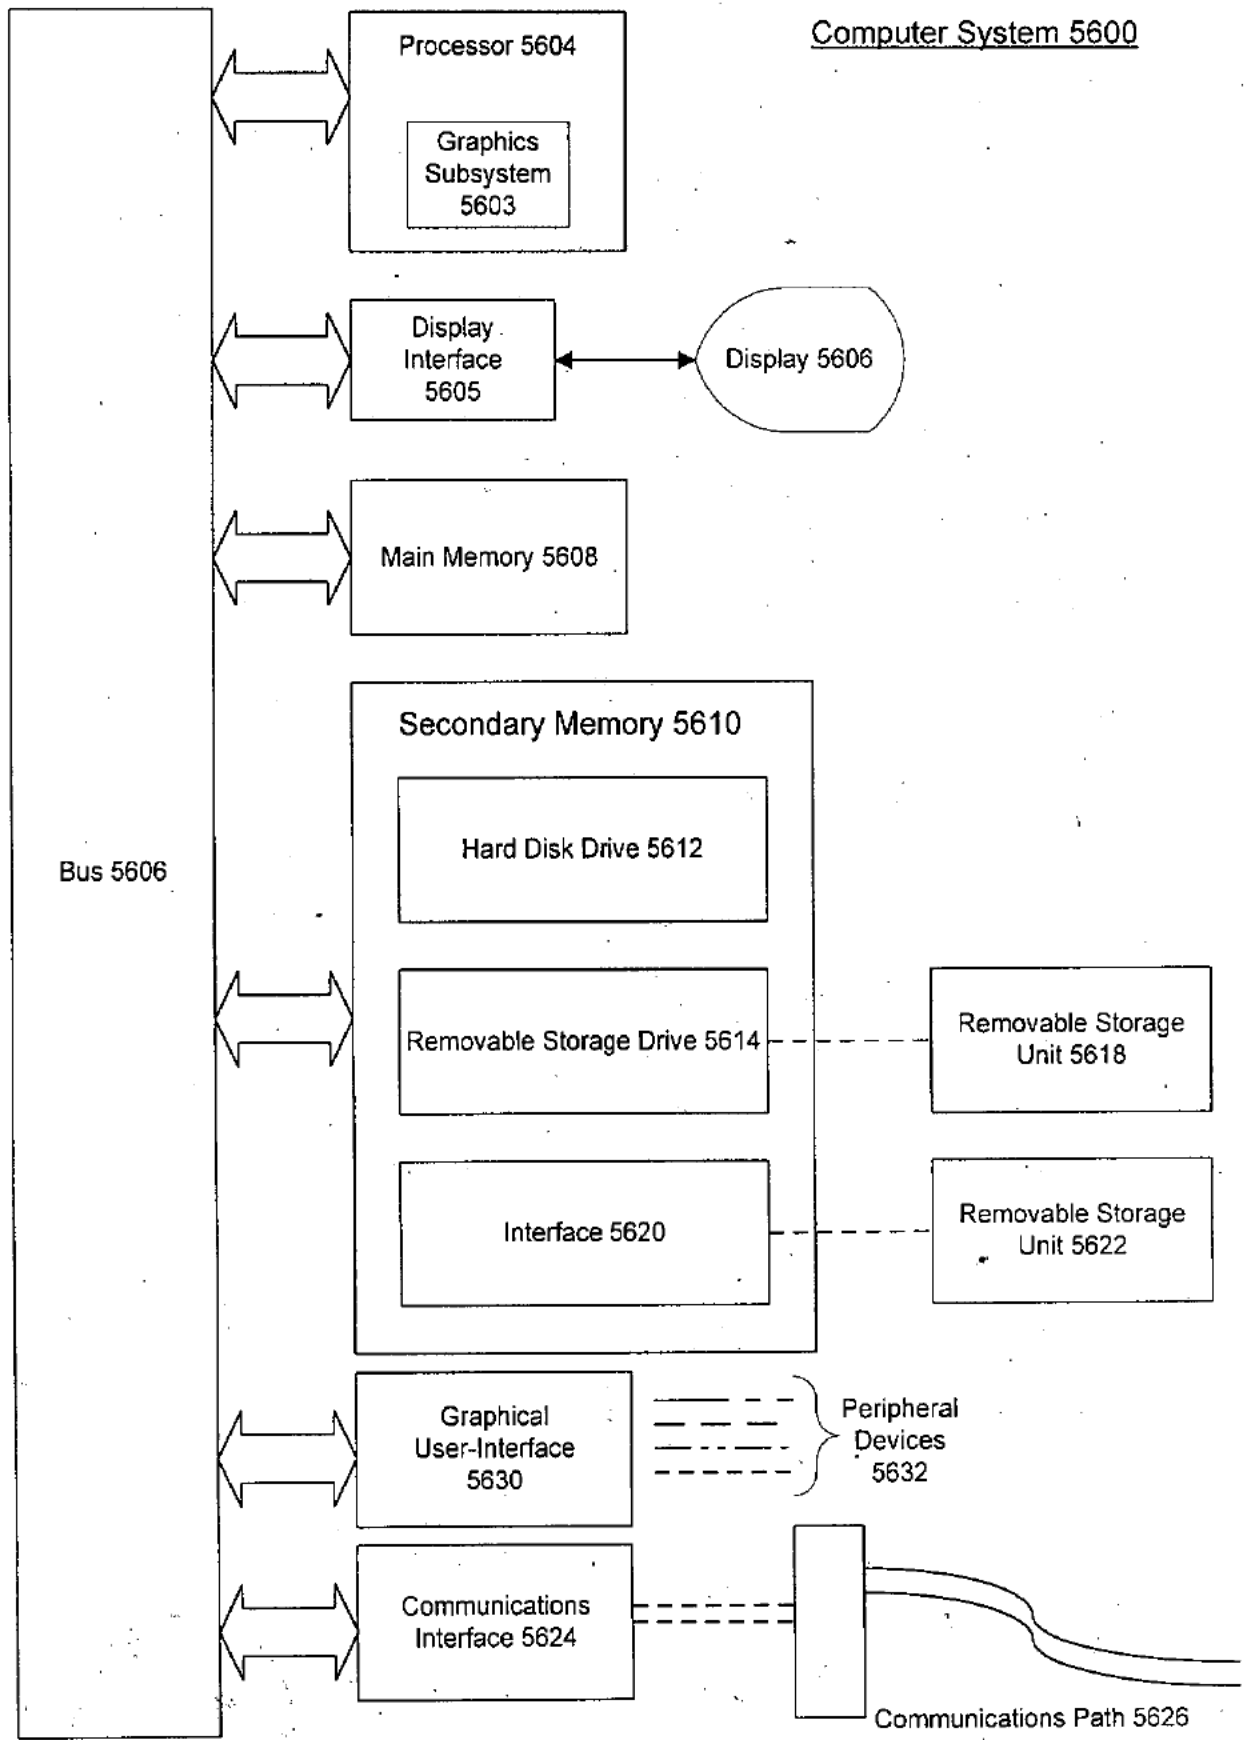 Computer System 5600
Processor 5604
Graphics
Subsystem
5603
Display
Interface
5605
Display 5606
Main Memory 5608
Secondary Memory 5610
Hard Disk Drive 5612
Bus 5606
Removable Storage Drive 5614
Removable Storage
Unit 5618
Interface 5620
Removable Storage
Unit 5622
Graphical
User-Interface
5630
Peripheral
Devices
5632
Communications
Interface 5624
Communications Path 5626